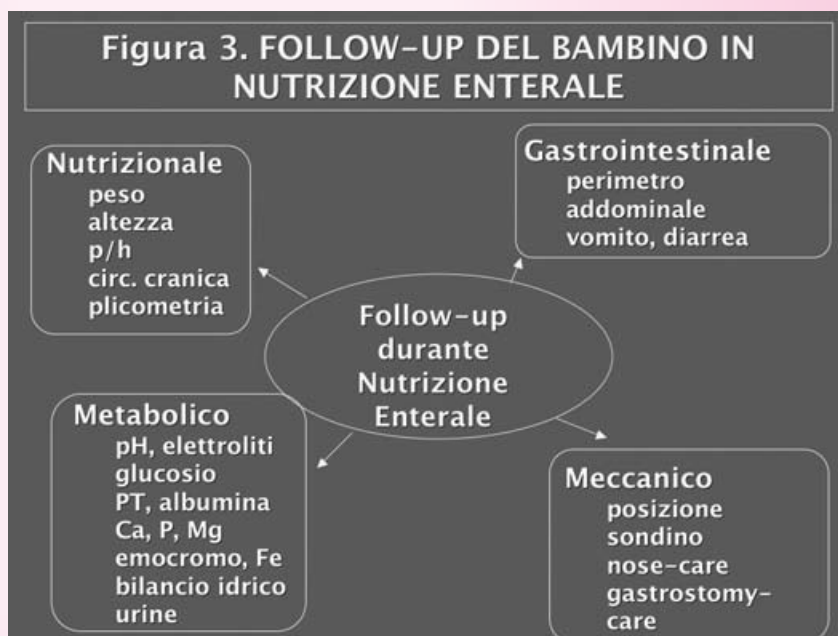 Figura 3. FOLLOW-UP DEL BAMBINO IN
NUTRIZIONE ENTERALE
Nutrizionale
peso
altezza
p/h
circ. cranica
plicometria
Gastrointestinale
perimetro
addominale
vomito, diarrea
Follow-up
durante
Nutrizione
Enterale
Metabolico
pH, elettroliti
glucosio
PT, albumina
Ca, P, Mg
emocromo, Fe
bilancio idrico
urine
Meccanico
posizione
sondino
nose-care
gastrostomy-
care